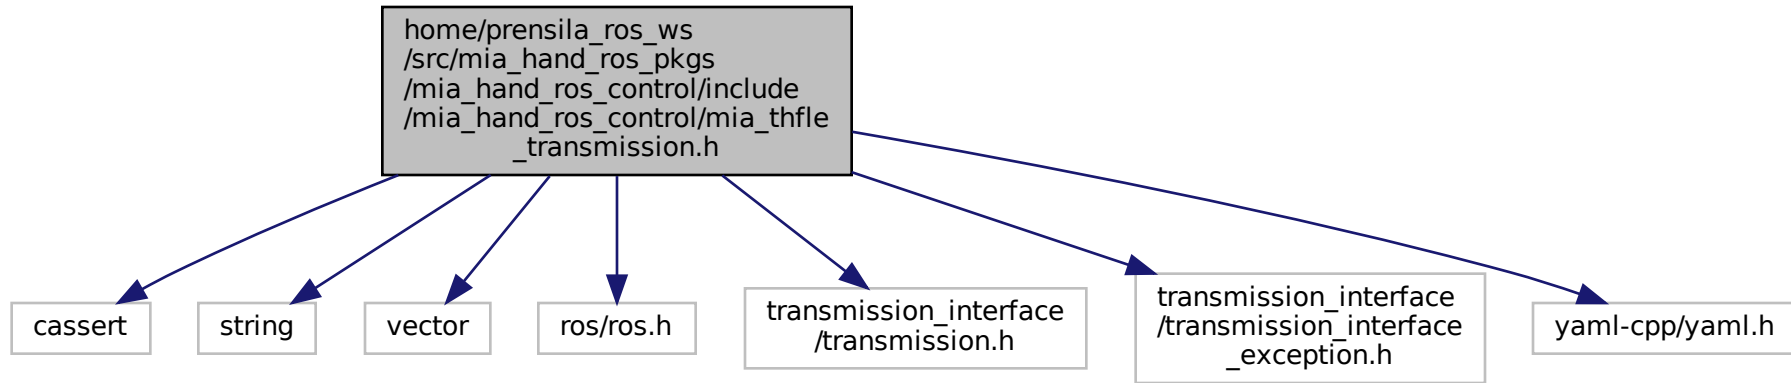 home/prensila_ros_ws
/src/mia_hand_ros_pkgs
/mia_hand_ros_control/include
/mia_hand_ros_control/mia_thfle
_transmission.h
cassert
string
vector
ros/ros.h
transmission_interface
/transmission.h
transmission_interface
/transmission_interface
_exception.h
yaml-cpp/yaml.h